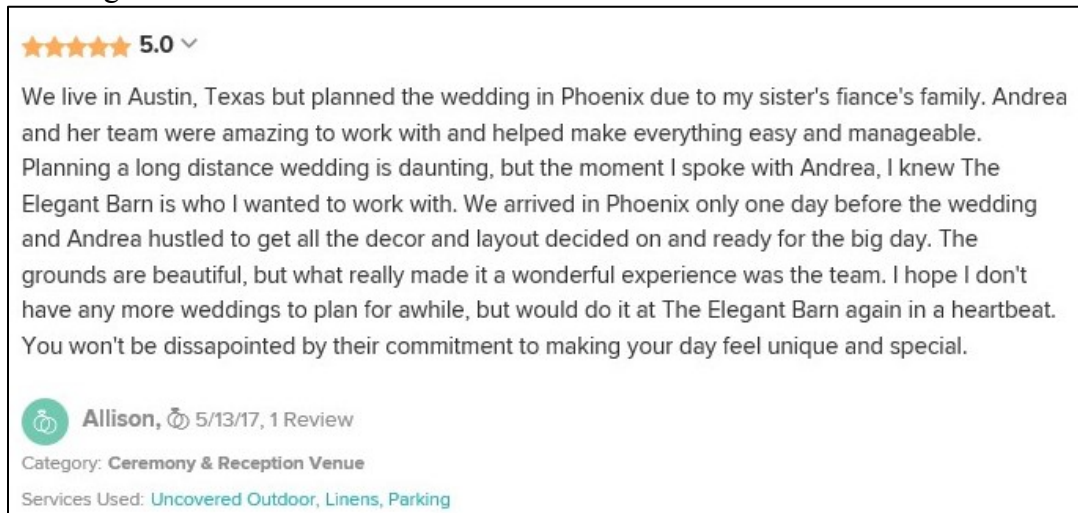 5.0
We live in Austin, Texas but planned the wedding in Phoenix due to my sister's fiance's family. Andrea
and her team were amazing to work with and helped make everything easy and manageable.
Planning a long distance wedding is daunting, but the moment I spoke with Andrea, I knew The
Elegant Barn is who I wanted to work with. We arrived in Phoenix only one day before the wedding
and Andrea hustled to get all the decor and layout decided on and ready for the big day. The
grounds are beautiful, but what really made it a wonderful experience was the team. I hope I don't
have any more weddings to plan for awhile, but would do it at The Elegant Barn again in a heartbeat.
You won't be dissapointed by their commitment to making your day feel unique and special.
Allison, 5/13/17, 1 Review
Category: Ceremony & Reception Venue
Services Used: Uncovered Outdoor, Linens, Parking